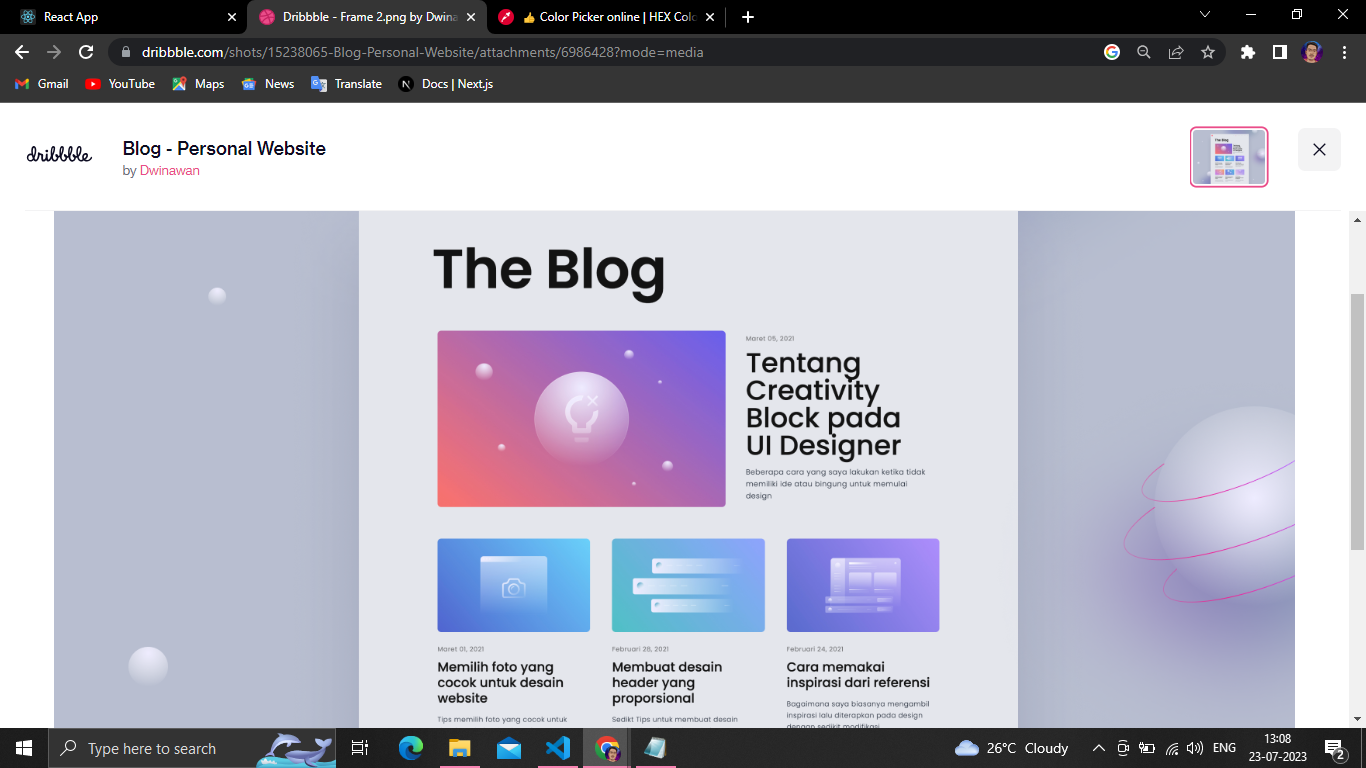 React App
Dribbble - Frame 2.png by Dwina
👍 Color Picker online | HEX Colo
dribbble.com/shots/15238065-Blog-Personal-Website/attachments/6986428?mode=media
Gmail
YouTube
Maps
News
Translate
Docs | Next.js
dribbble
Blog - Personal Website
by Dwinawan
The Blog
Maret 05, 2021
Tentang
Creativity
Block pada
UI Designer
Beberapa cara yang saya lakukan ketika tidak
memiliki ide atau bingung untuk memulai
design
Maret 01, 2021
Memilih foto yang
cocok untuk desain
website
Tips memilih foto yang cocok untuk
Februari 28, 2021
Membuat desain
header yang
proporsional
Sedikt Tips untuk membuat desain
Februari 24, 2021
Cara memakai
inspirasi dari referensi
Bagaimana saya biasanya mengambil
inspirasi lalu diterapkan pada design
dengan sedikit modifikasi
Type here to search
26°C Cloudy
ENG
13:08
23-07-2023
2